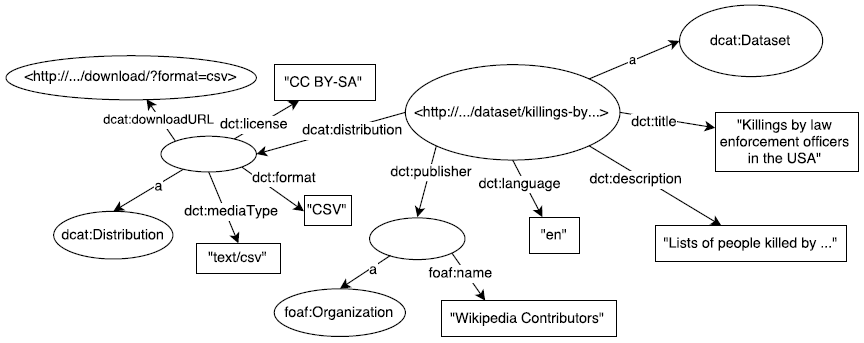 dcat:Dataset
a
<http://.../download/?format=csv>
"CC BY-SA"
<http://.../dataset/killings-by...>
dcat:downloadURL
dct:license
dcat:distribution
dct:title
"Killings by law
enforcement officers
in the USA"
dct:publisher
dct:language
dct:description
a
dct:format
dct:mediaType
"CSV"
dcat:Distribution
"text/csv"
"en"
"Lists of people killed by ..."
a
foaf:name
foaf:Organization
"Wikipedia Contributors"